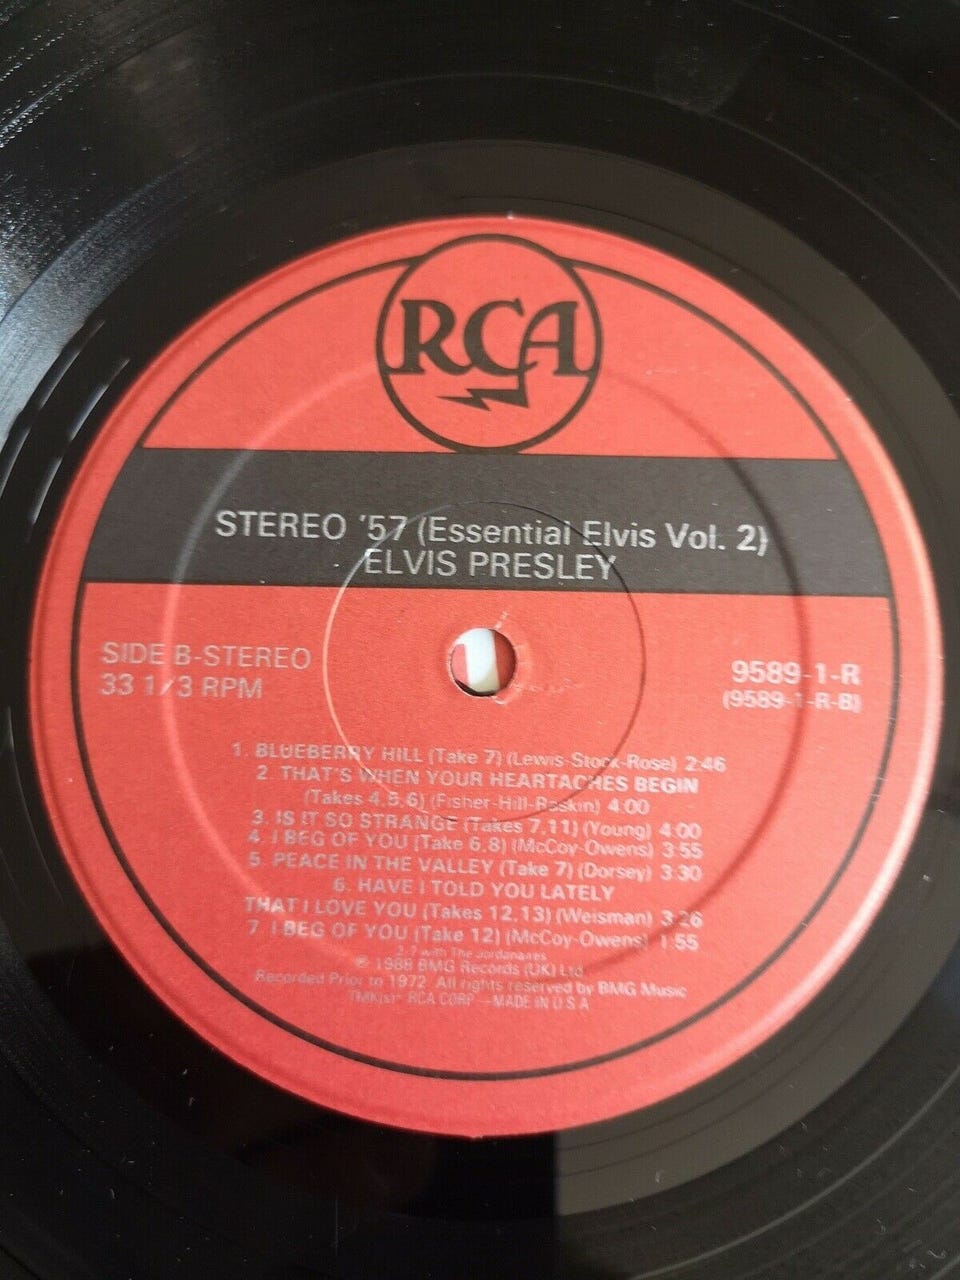 RCA
STEREO '57 (Essential Elvis Vol. 2)
ELVIS PRESLEY
SIDE B-STEREO
33 1/3 RPM
9589-1-R
(9589-1-R-B)
1. BLUEBERRY HILL (Take 7) (Lewis-Stock-Rose) 2:46
2. THAT'S WHEN YOUR HEARTACHES BEGIN
(Takes 4,5,6) (Fisher-Hill-Raskin) 4:00
3. IS IT SO STRANGE (Takes 7,11) (Young) 4:00
4. I BEG OF YOU (Take 6,8) (McCoy-Owens) 3:55
5. PEACE IN THE VALLEY (Take 7) (Dorsey) 3:30
6. HAVE I TOLD YOU LATELY
THAT I LOVE YOU (Takes 12,13) (Weisman) 3:26
7. I BEG OF YOU (Take 12) (McCoy-Owens) 1:55
with The Jordanaires
℗ 1988 BMG Records (UK) Ltd.
Recorded Prior to 1972. All rights reserved by BMG Music
TMK(s)® RCA CORP.—MADE IN U.S.A.